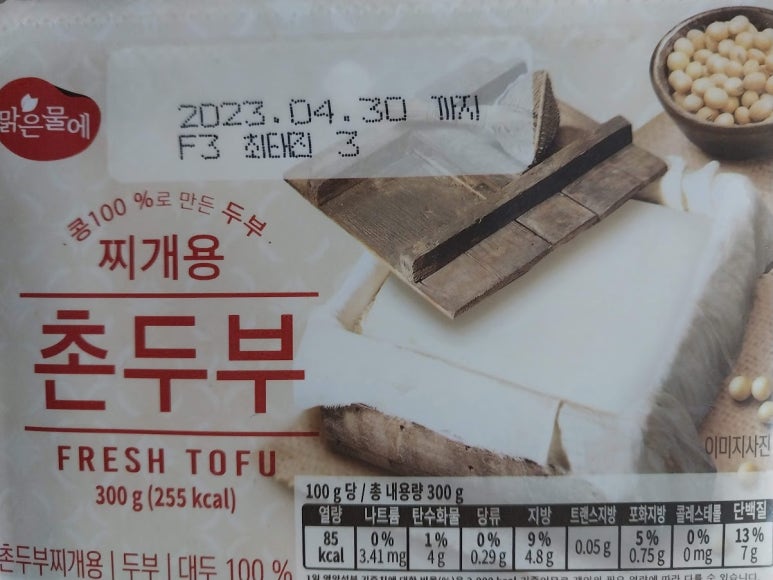 2023.04.30 까지
F3 최타진 3
맑은물에
콩100 %로 만든 두부
찌개용
촌두부
FRESH TOFU
300 g (255 kcal)
이미지사진
100 g 당 / 총 내용량 300 g
열량 나트륨 탄수화물 당류 지방 트랜스지방 포화지방 콜레스테롤 단백질
85 kcal 0 % 3.41 mg 1 % 4 g 0 % 0.29 g 9 % 4.8 g 0.05 g 5 % 0.75 g 0 % 0 mg 13 % 7 g
촌두부찌개용 | 두부 | 대두 100 %